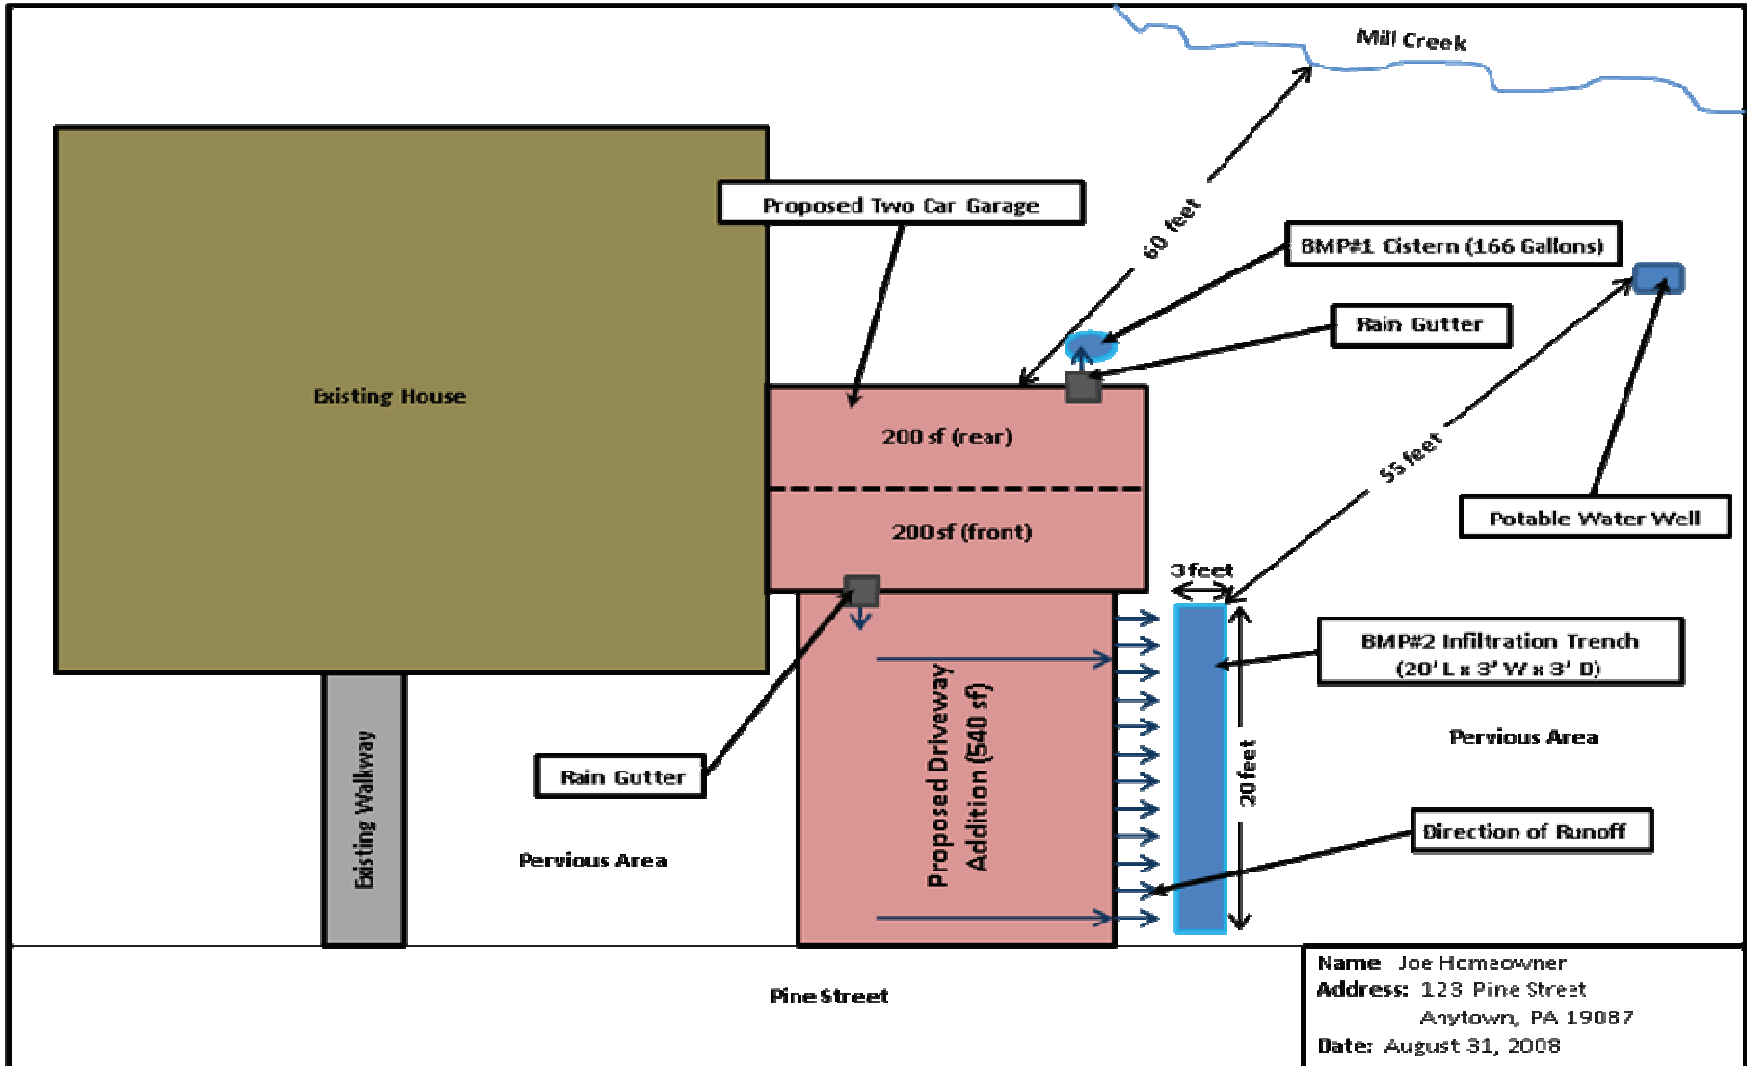 Mill Creek
Proposed Two Car Garage
60 feet
BMP#1 Cistern (166 Gallons)
Rain Gutter
Existing House
200 sf (rear)
55 feet
Potable Water Well
200 sf (front)
3 feet
BMP#2 Infiltration Trench
(20' L x 3' W x 3' D)
Proposed Driveway
Addition (540 sf)
Pervious Area
20 feet
Rain Gutter
Existing Walkway
Direction of Runoff
Pervious Area
Pine Street
Name Joe Homeowner
Address: 123 Pine Street
Anytown, PA 19087
Date: August 31, 2008